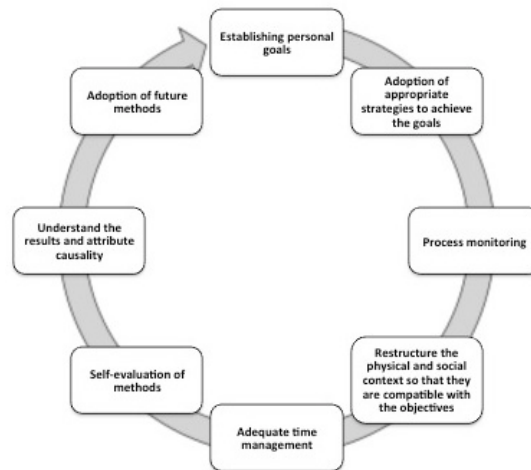 Establishing personal
goals
Adoption of
appropriate
strategies to achieve
the goals
Process monitoring
Restructure the
physical and social
context so that they
are compatible with
the objectives
Adequate time
management
Self-evaluation of
methods
Understand the
results and attribute
causality
Adoption of future
methods